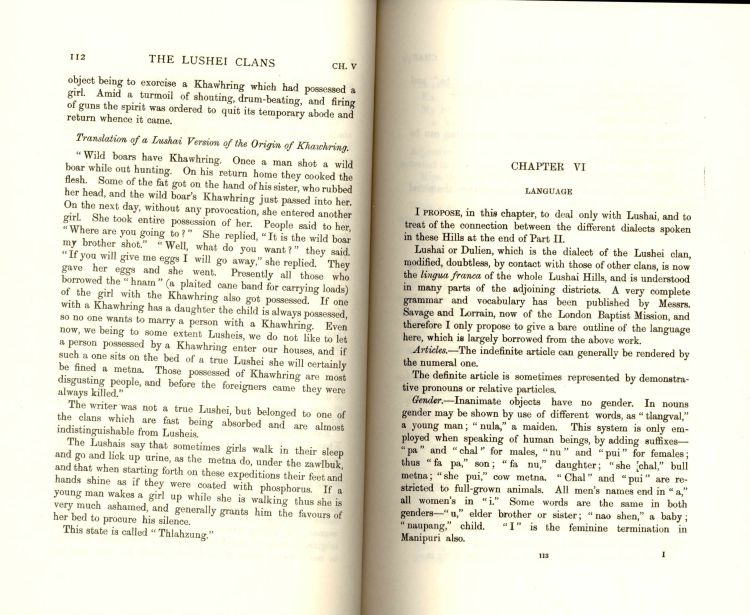 112
THE LUSHEI CLANS
CH. V
object being to exorcise a Khawhring which had possessed a
girl. Amid a turmoil of shouting, drum-beating, and firing
of guns the spirit was ordered to quit its temporary abode and
return whence it came.
Translation of a Lushai Version of the Origin of Khawhring.
"Wild boars have Khawhring. Once a man shot a wild
boar while out hunting. On his return home they cooked the
flesh. Some of the fat got on the hand of his sister, who rubbed
her head, and the wild boar's Khawhring just passed into her.
On the next day, without any provocation, she entered another
girl. She took entire possession of her. People said to her,
"Where are you going to?" She replied, "It is the wild boar
my brother shot." "Well, what do you want?" they said.
"If you will give me eggs I will go away," she replied. They
gave her eggs and she went. Presently all those who
borrowed the "hnam" (a plaited cane band for carrying loads)
of the girl with the Khawhring also got possessed. If one
with a Khawhring has a daughter the child is always possessed,
so no one wants to marry a person with a Khawhring. Even
now, we being to some extent Lusheis, we do not like to let
a person possessed by a Khawhring enter our houses, and if
such a one sits on the bed of a true Lushei she will certainly
be fined a metna. Those possessed of Khawhring are most
disgusting people, and before the foreigners came they were
always killed."
The writer was not a true Lushei, but belonged to one of
the clans which are fast being absorbed and are almost
indistinguishable from Lusheis.
The Lushais say that sometimes girls walk in their sleep
and go and lick up urine, as the metna do, under the zawlbuk,
and that when starting forth on these expeditions their feet and
hands shine as if they were coated with phosphorus. If a
young man wakes a girl up while she is walking thus she is
very much ashamed, and generally grants him the favours of
her bed to procure his silence.
This state is called "Thlahzung."
CHAPTER VI
LANGUAGE
I PROPOSE, in this chapter, to deal only with Lushai, and to
treat of the connection between the different dialects spoken
in these Hills at the end of Part II.
Lushai or Dulien, which is the dialect of the Lushei clan,
modified, doubtless, by contact with those of other clans, is now
the lingua franca of the whole Lushai Hills, and is understood
in many parts of the adjoining districts. A very complete
grammar and vocabulary has been published by Messrs.
Savage and Lorrain, now of the London Baptist Mission, and
therefore I only propose to give a bare outline of the language
here, which is largely borrowed from the above work.
Articles.—The indefinite article can generally be rendered by
the numeral one.
The definite article is sometimes represented by demonstra-
tive pronouns or relative particles.
Gender.—Inanimate objects have no gender. In nouns
gender may be shown by use of different words, as "tlangval,"
a young man; "nula," a maiden. This system is only em-
ployed when speaking of human beings, by adding suffixes—
"pa" and "chal" for males, "nu" and "pui" for females;
thus "fa pa," son; "fa nu," daughter; "she [chal," bull
metna; "she pui," cow metna. "Chal" and "pui" are re-
stricted to full-grown animals. All men's names end in "a,"
all women's in "i." Some words are the same in both
genders—"u," elder brother or sister; "nao shen," a baby;
"naupang," child. "I" is the feminine termination in
Manipuri also.
113
I